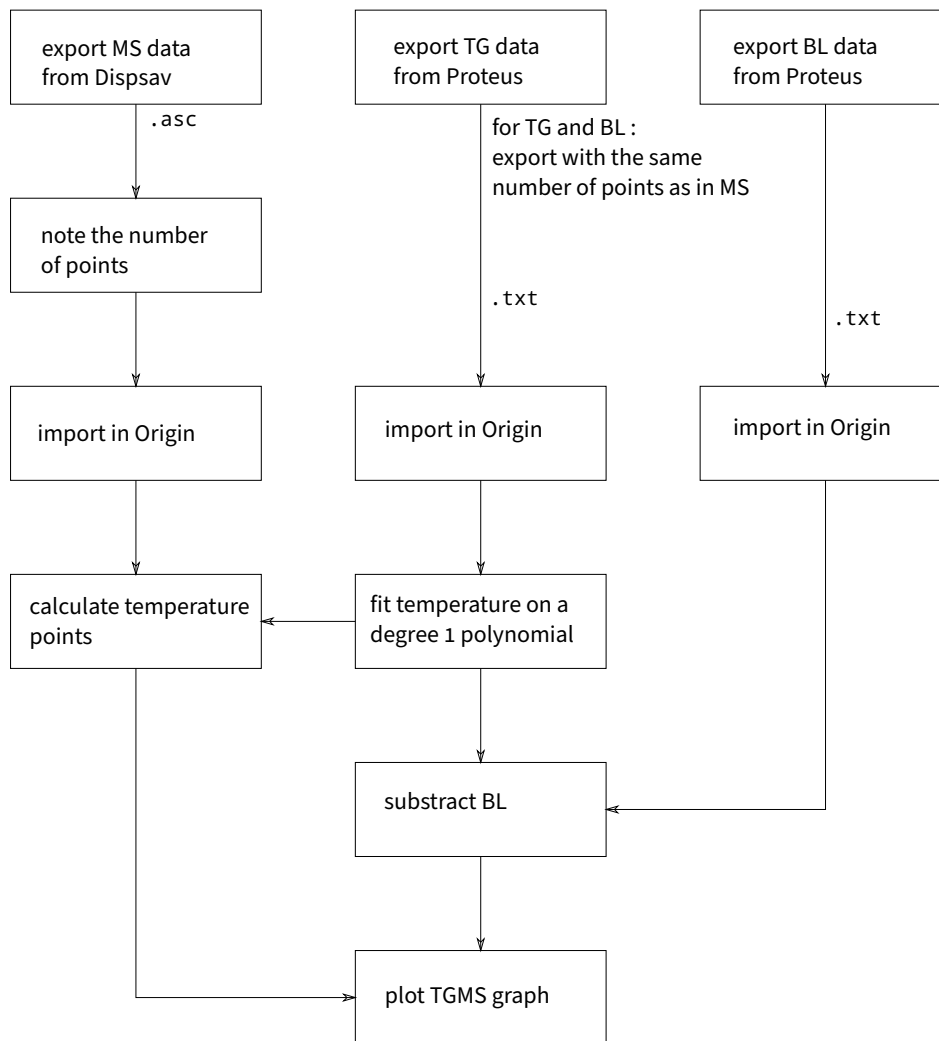 export MS data
from Dispsav
export TG data
from Proteus
export BL data
from Proteus
.asc
for TG and BL :
export with the same
number of points as in MS
note the number
of points
.txt
.txt
import in Origin
import in Origin
import in Origin
calculate temperature
points
fit temperature on a
degree 1 polynomial
substract BL
plot TGMS graph